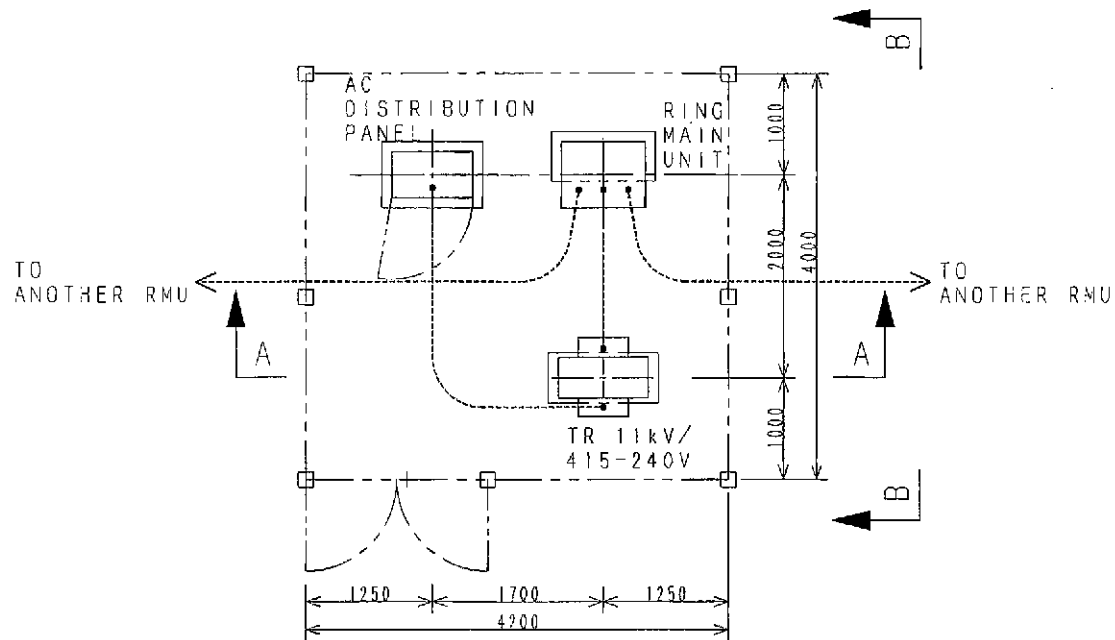 B
AC
DISTRIBUTION
PANEL
RING
MAIN
UNIT
1000
2000
4000
TO
ANOTHER RMU
TO
ANOTHER RMU
A
A
1000
TR 11kV/
415-240V
B
1250
1700
1250
4200